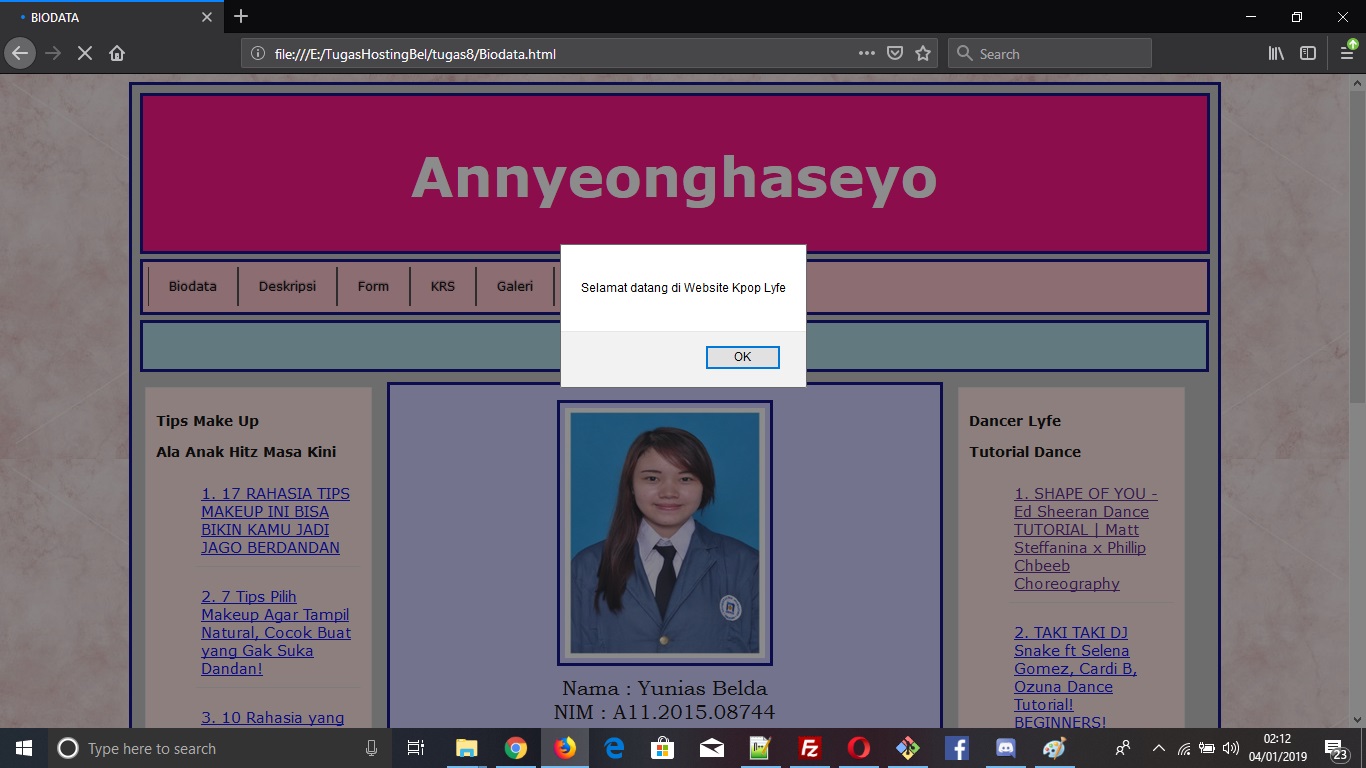 BIODATA
file:///E:/TugasHostingBel/tugas8/Biodata.html
Search
Annyeonghaseyo
Biodata
Deskripsi
Form
KRS
Galeri
Selamat datang di Website Kpop Lyfe
OK
Tips Make Up
Ala Anak Hitz Masa Kini
1. 17 RAHASIA TIPS
MAKEUP INI BISA
BIKIN KAMU JADI
JAGO BERDANDAN
2. 7 Tips Pilih
Makeup Agar Tampil
Natural, Cocok Buat
yang Gak Suka
Dandan!
3. 10 Rahasia yang
Nama : Yunias Belda
NIM : A11.2015.08744
Dancer Lyfe
Tutorial Dance
1. SHAPE OF YOU -
Ed Sheeran Dance
TUTORIAL | Matt
Steffanina x Phillip
Chbeeb
Choreography
2. TAKI TAKI DJ
Snake ft Selena
Gomez, Cardi B,
Ozuna Dance
Tutorial!
BEGINNERS!
Type here to search
02:12
04/01/2019
23